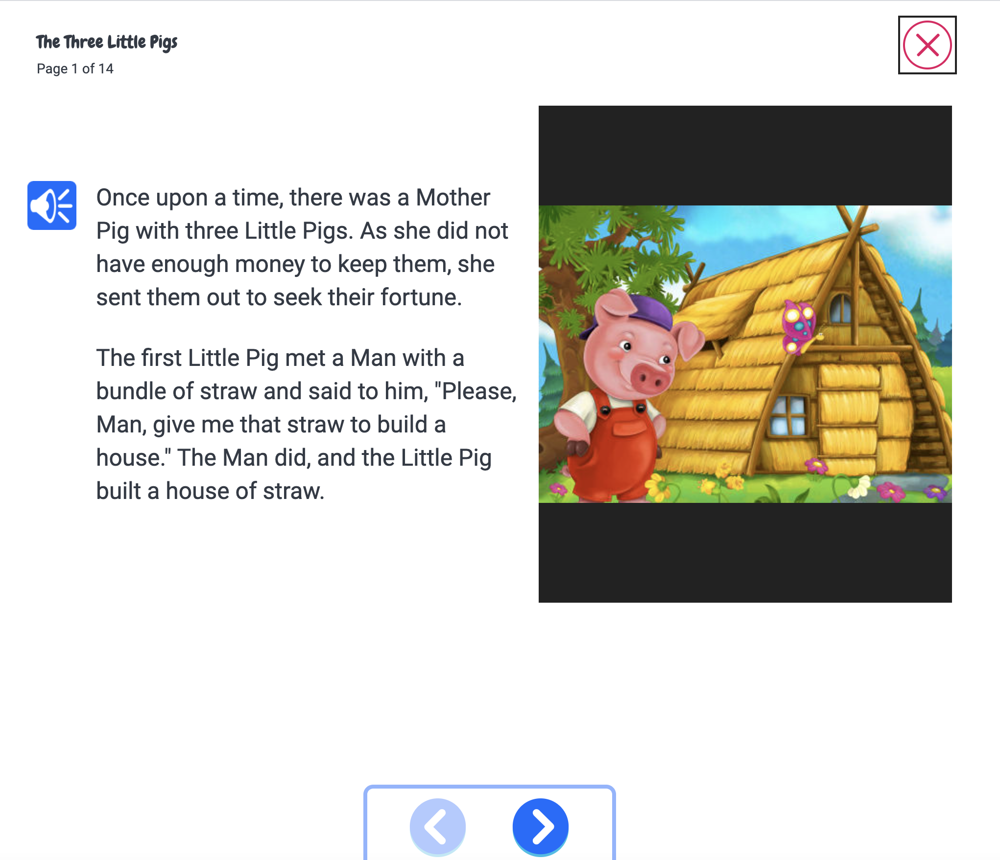 The Three Little Pigs
Page 1 of 14
Once upon a time, there was a Mother
Pig with three Little Pigs. As she did not
have enough money to keep them, she
sent them out to seek their fortune.
The first Little Pig met a Man with a
bundle of straw and said to him, "Please,
Man, give me that straw to build a
house." The Man did, and the Little Pig
built a house of straw.